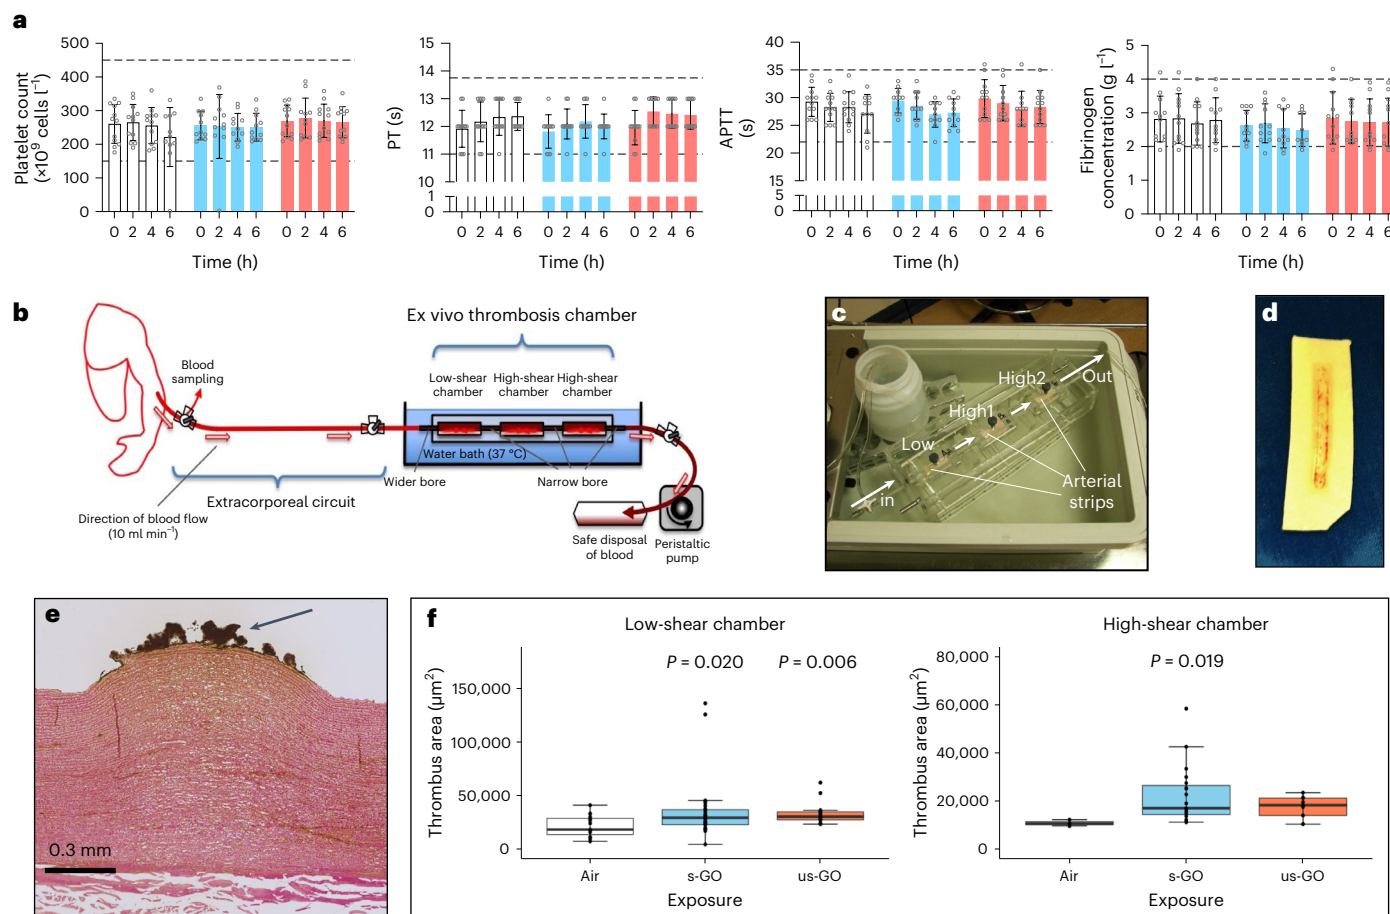 a
500
400
300
200
100
0
Platelet count
(×10⁹ cells l⁻¹)
0 2 4 6 0 2 4 6 0 2 4 6
Time (h)
15
14
13
12
11
10
1
0
PT (s)
0 2 4 6 0 2 4 6 0 2 4 6
Time (h)
40
35
30
25
20
15
5
0
APTT
(s)
0 2 4 6 0 2 4 6 0 2 4 6
Time (h)
5
4
3
2
1
0
Fibrinogen
concentration (g l⁻¹)
0 2 4 6 0 2 4 6 0 2 4 6
Time (h)
b
Ex vivo thrombosis chamber
Blood
sampling
Low-shear
chamber
High-shear
chamber
High-shear
chamber
Water bath (37 °C)
Wider bore
Narrow bore
Extracorporeal circuit
Direction of blood flow
(10 ml min⁻¹)
Safe disposal
of blood
Peristaltic
pump
c
High2
Out
High1
Low
in
Arterial
strips
d
e
0.3 mm
f
Low-shear chamber
P = 0.020
P = 0.006
150,000
100,000
50,000
0
Thrombus area (µm²)
Air s-GO us-GO
Exposure
High-shear chamber
P = 0.019
80,000
60,000
40,000
20,000
0
Thrombus area (µm²)
Air s-GO us-GO
Exposure